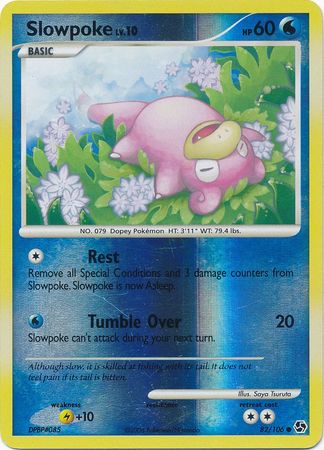 Slowpoke LV.10 HP 60
BASIC
NO. 079 Dopey Pokémon HT: 3'11" WT: 79.4 lbs.
Rest
Remove all Special Conditions and 3 damage counters from
Slowpoke. Slowpoke is now Asleep.
Tumble Over 20
Slowpoke can't attack during your next turn.
Although slow, it is skilled at fishing with its tail. It does not
feel pain if its tail is bitten.
Illus. Saya Tsuruta
weakness resistance retreat cost
+10
DPBP#085 82/106